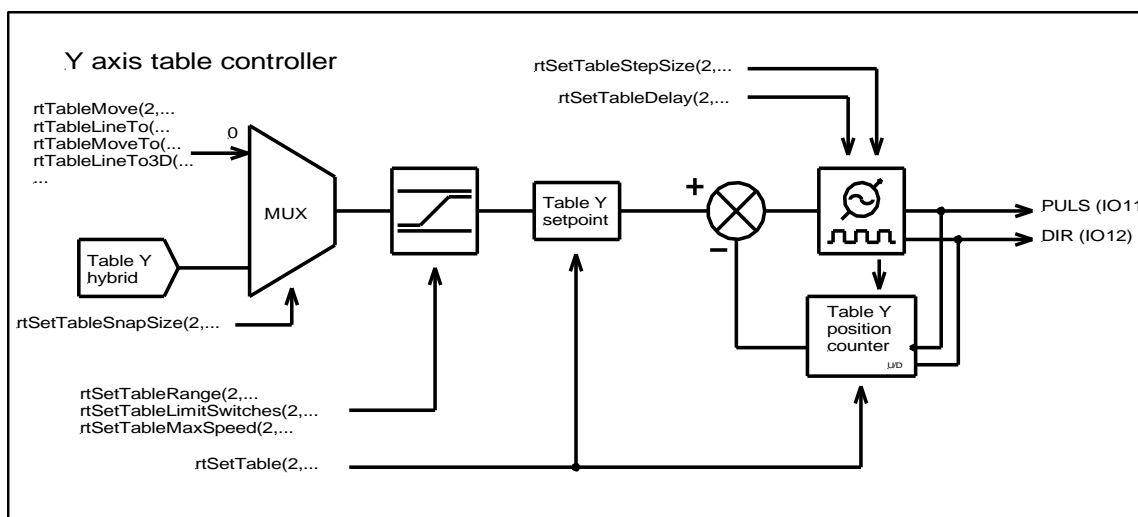 Y axis table controller
rtSetTableStepSize(2,...
rtSetTableDelay(2,...
rtTableMove(2,...
rtTableLineTo(...
rtTableMoveTo(...
rtTableLineTo3D(...
...
0
MUX
Table Y
setpoint
+
−
PULS (IO11
DIR (IO12)
Table Y
hybrid
rtSetTableSnapSize(2,...
Table Y
position
counter
U/D
rtSetTableRange(2,...
rtSetTableLimitSwitches(2,...
rtSetTableMaxSpeed(2,...
rtSetTable(2,...